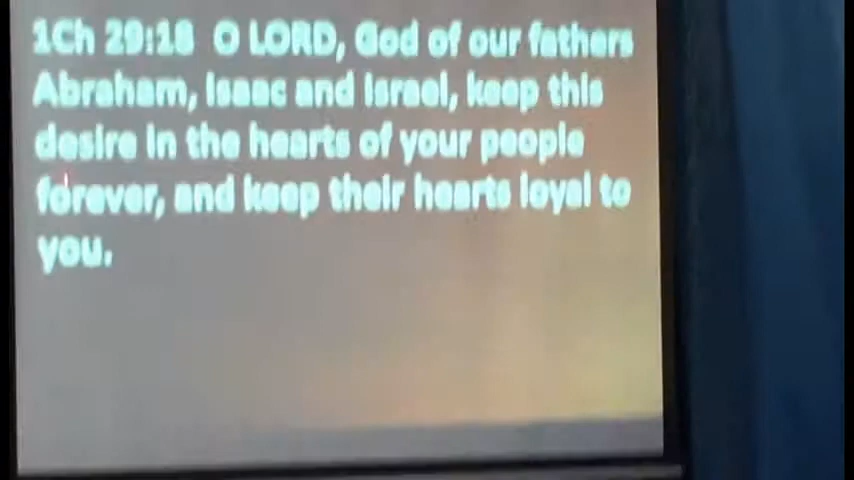 1Ch 29:18 O LORD, God of our fathers
Abraham, Isaac and Israel, keep this
desire in the hearts of your people
forever, and keep their hearts loyal to
you.